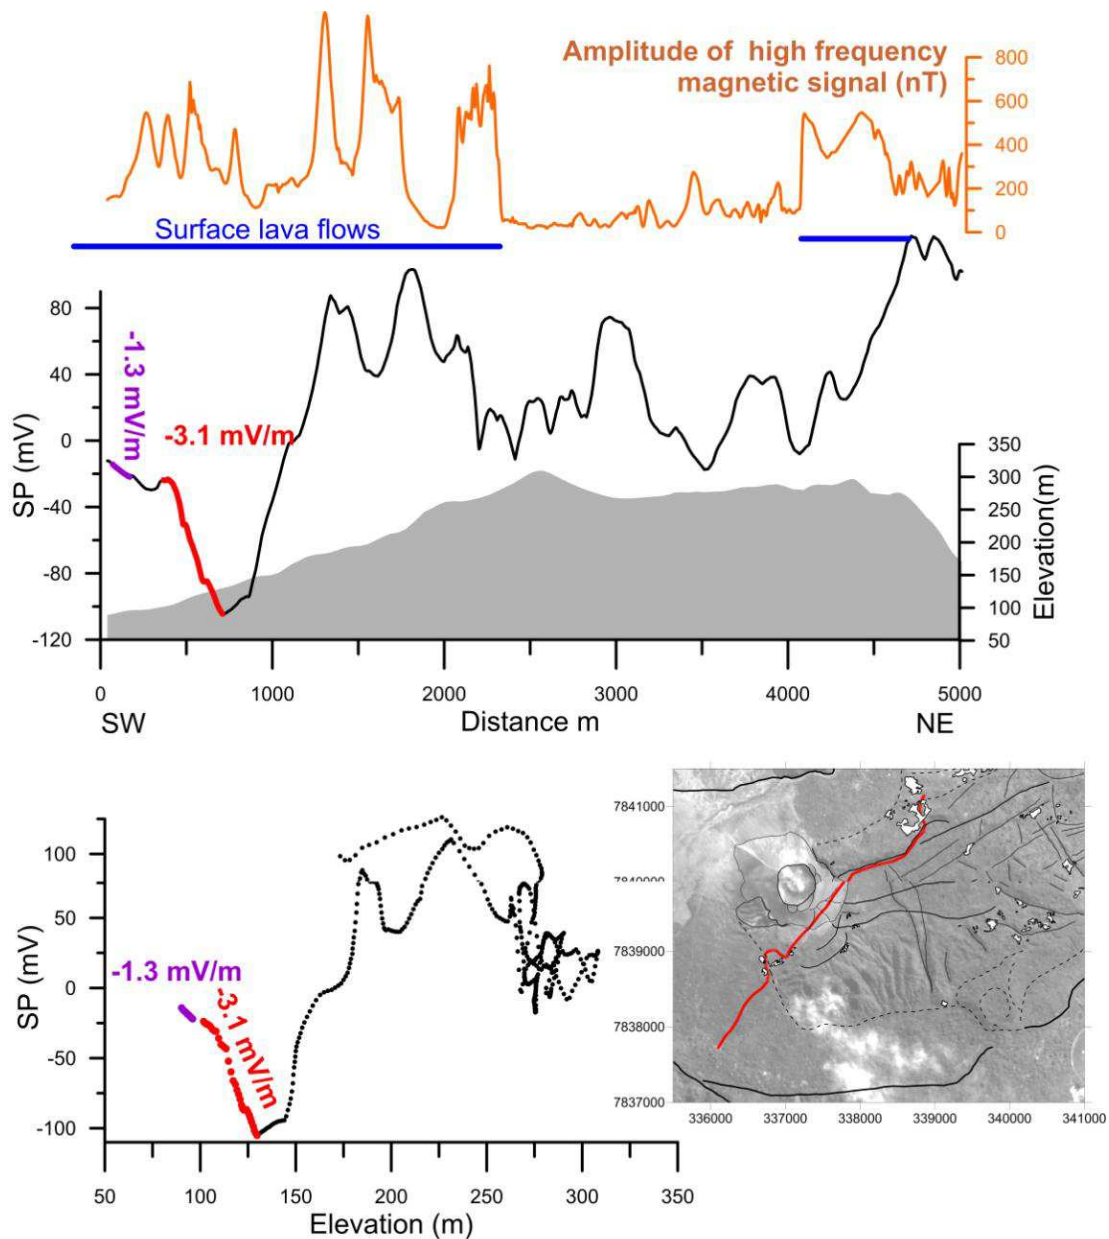 Amplitude of high frequency
magnetic signal (nT)
800
600
400
200
0
Surface lava flows
80
40
0
-40
-80
-120
SP (mV)
-1.3 mV/m
-3.1 mV/m
350
300
250
200
150
100
50
Elevation(m)
0 1000 2000 3000 4000 5000
SW Distance m NE
100
50
0
-50
-100
SP (mV)
-1.3 mV/m
-3.1 mV/m
50 100 150 200 250 300 350
Elevation (m)
7841000
7940000
7839000
7838000
7837000
336000 337000 338000 339000 340000 341000